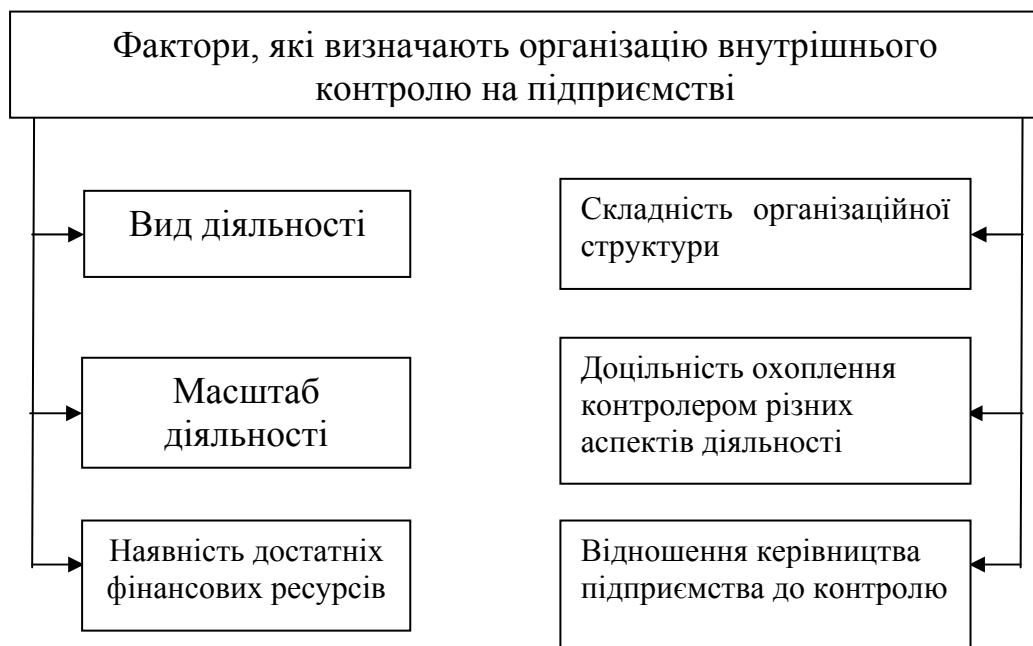 Фактори, які визначають організацію внутрішнього
контролю на підприємстві
Вид діяльності
Складність організаційної
структури
Масштаб
діяльності
Доцільність охоплення
контролером різних
аспектів діяльності
Наявність достатніх
фінансових ресурсів
Відношення керівництва
підприємства до контролю